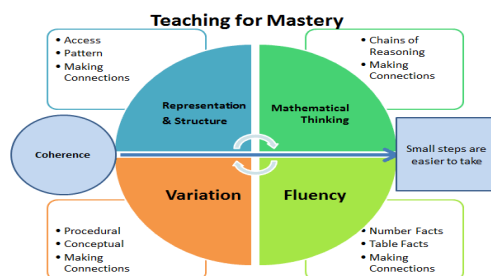 Teaching for Mastery
• Access
• Pattern
• Making
Connections
• Chains of
Reasoning
• Making
Connections
Representation
& Structure
Mathematical
Thinking
Coherence
Small steps are
easier to take
Variation
Fluency
• Procedural
• Conceptual
• Making
Connections
• Number Facts
• Table Facts
• Making
Connections